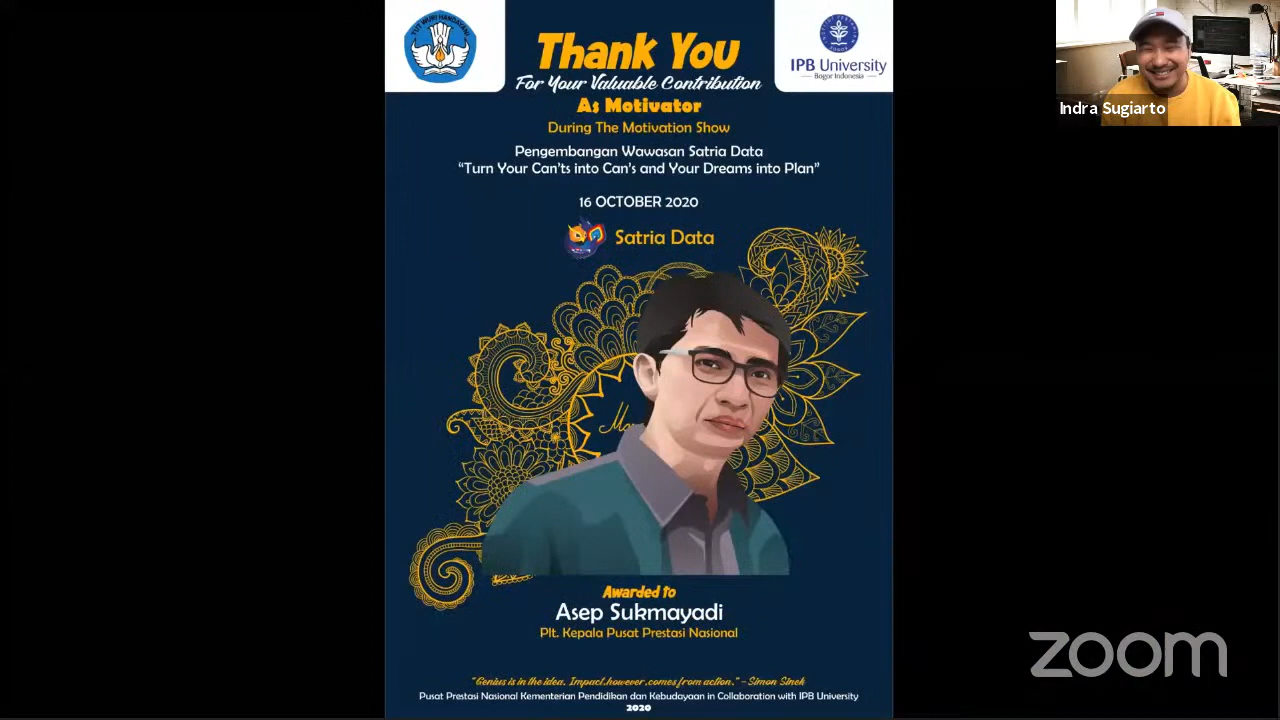 TUT WURI HANDAYANI
IPB University
Bogor Indonesia
Thank You
For Your Valuable Contribution
As Motivator
During The Motivation Show
Pengembangan Wawasan Satria Data
“Turn Your Can’ts into Can’s and Your Dreams into Plan”
16 OCTOBER 2020
Satria Data
Awarded to
Asep Sukmayadi
Plt. Kepala Pusat Prestasi Nasional
"Genius is in the idea. Impact,however,comes from action." - Simon Sinek
Pusat Prestasi Nasional Kementerian Pendidikan dan Kebudayaan in Collaboration with IPB University
2020
Indra Sugiarto
zoom